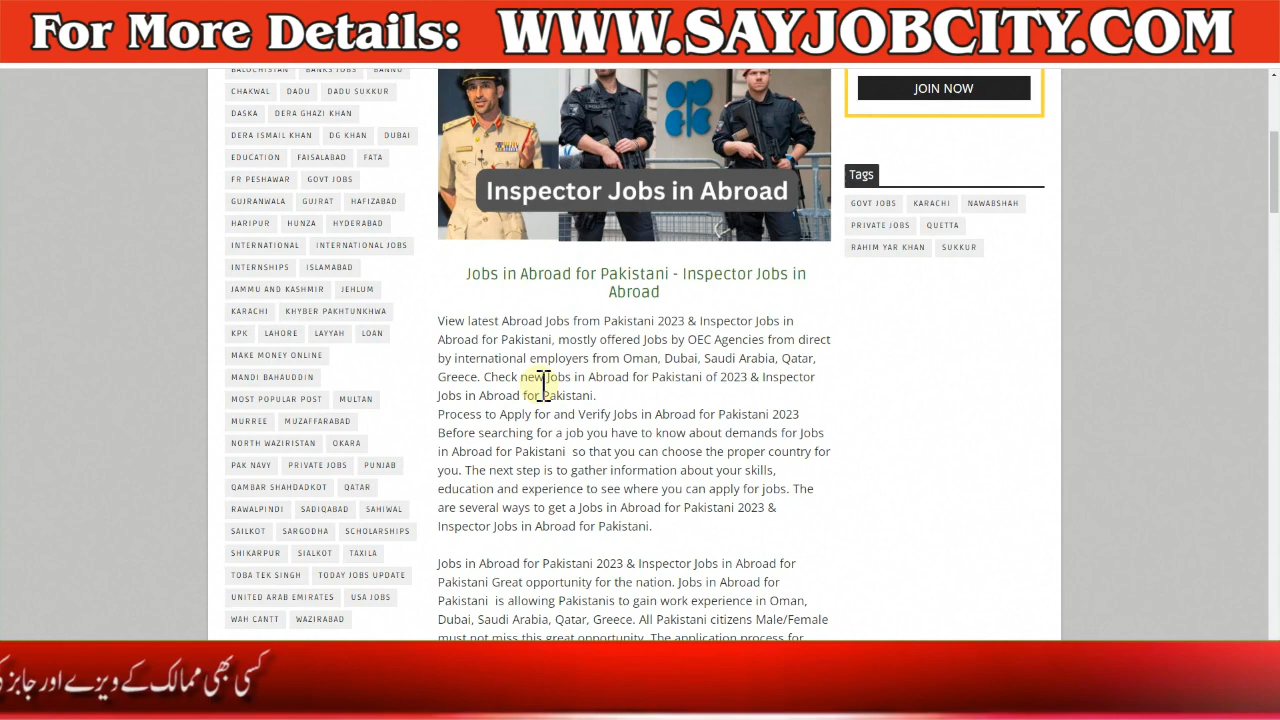 For More Details: WWW.SAYJOBCITY.COM
BALOCHISTAN BANKS JOBS BANNU
CHAKWAL DADU DADU SUKKUR
DASKA DERA GHAZI KHAN
DERA ISMAIL KHAN DG KHAN DUBAI
EDUCATION FAISALABAD FATA
FR PESHAWAR GOVT JOBS
GUJRANWALA GUJRAT HAFIZABAD
HARIPUR HUNZA HYDERABAD
INTERNATIONAL INTERNATIONAL JOBS
INTERNSHIPS ISLAMABAD
JAMMU AND KASHMIR JEHLUM
KARACHI KHYBER PAKHTUNKHWA
KPK LAHORE LAYYAH LOAN
MAKE MONEY ONLINE
MANDI BAHAUDDIN
MOST POPULAR POST MULTAN
MURREE MUZAFFARABAD
NORTH WAZIRISTAN OKARA
PAK NAVY PRIVATE JOBS PUNJAB
QAMBAR SHAHDADKOT QATAR
RAWALPINDI SADIQABAD SAHIWAL
SAILKOT SARGODHA SCHOLARSHIPS
SHIKARPUR SIALKOT TAXILA
TOBA TEK SINGH TODAY JOBS UPDATE
UNITED ARAB EMIRATES USA JOBS
WAH CANTT WAZIRABAD
Inspector Jobs in Abroad
Jobs in Abroad for Pakistani - Inspector Jobs in
Abroad
View latest Abroad Jobs from Pakistani 2023 & Inspector Jobs in
Abroad for Pakistani, mostly offered Jobs by OEC Agencies from direct
by international employers from Oman, Dubai, Saudi Arabia, Qatar,
Greece. Check new Jobs in Abroad for Pakistani of 2023 & Inspector
Jobs in Abroad for Pakistani.
Process to Apply for and Verify Jobs in Abroad for Pakistani 2023
Before searching for a job you have to know about demands for Jobs
in Abroad for Pakistani so that you can choose the proper country for
you. The next step is to gather information about your skills,
education and experience to see where you can apply for jobs. The
are several ways to get a Jobs in Abroad for Pakistani 2023 &
Inspector Jobs in Abroad for Pakistani.
Jobs in Abroad for Pakistani 2023 & Inspector Jobs in Abroad for
Pakistani Great opportunity for the nation. Jobs in Abroad for
Pakistani is allowing Pakistanis to gain work experience in Oman,
Dubai, Saudi Arabia, Qatar, Greece. All Pakistani citizens Male/Female
must not miss this great opportunity. The application process for
JOIN NOW
Tags
GOVT JOBS KARACHI NAWABSHAH
PRIVATE JOBS QUETTA
RAHIM YAR KHAN SUKKUR
کسی بھی ممالک کے ویزے اور جابز